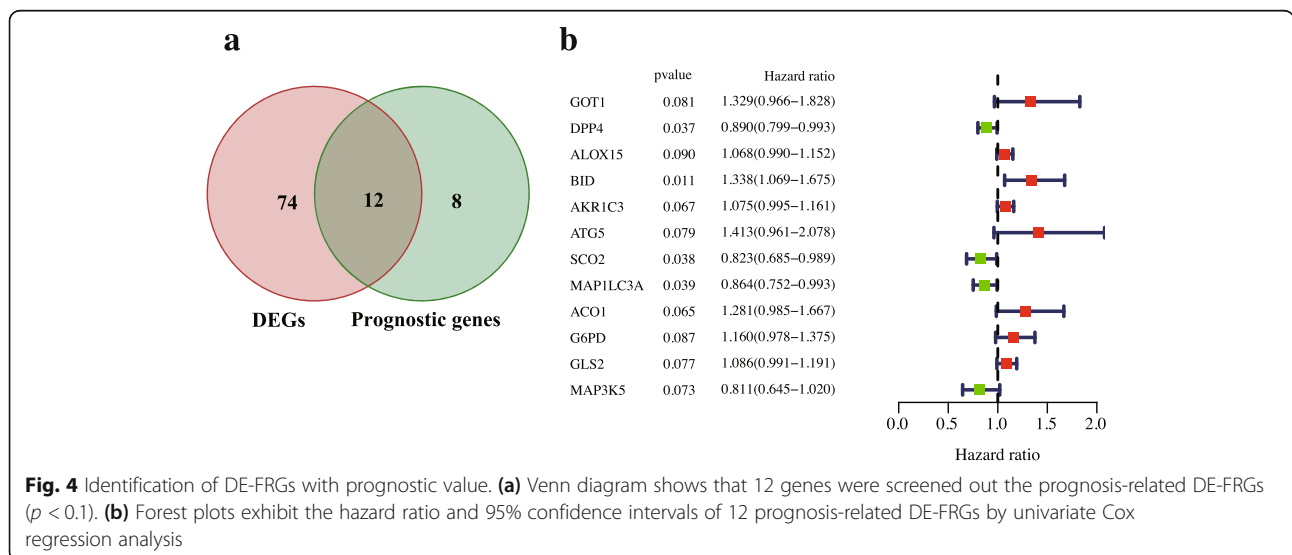 a
74
12
8
DEGs
Prognostic genes
b
pvalue Hazard ratio
GOT1 0.081 1.329(0.966−1.828)
DPP4 0.037 0.890(0.799−0.993)
ALOX15 0.090 1.068(0.990−1.152)
BID 0.011 1.338(1.069−1.675)
AKR1C3 0.067 1.075(0.995−1.161)
ATG5 0.079 1.413(0.961−2.078)
SCO2 0.038 0.823(0.685−0.989)
MAP1LC3A 0.039 0.864(0.752−0.993)
ACO1 0.065 1.281(0.985−1.667)
G6PD 0.087 1.160(0.978−1.375)
GLS2 0.077 1.086(0.991−1.191)
MAP3K5 0.073 0.811(0.645−1.020)
0.0 0.5 1.0 1.5 2.0
Hazard ratio
Fig. 4 Identification of DE-FRGs with prognostic value. (a) Venn diagram shows that 12 genes were screened out the prognosis-related DE-FRGs
(p < 0.1). (b) Forest plots exhibit the hazard ratio and 95% confidence intervals of 12 prognosis-related DE-FRGs by univariate Cox
regression analysis